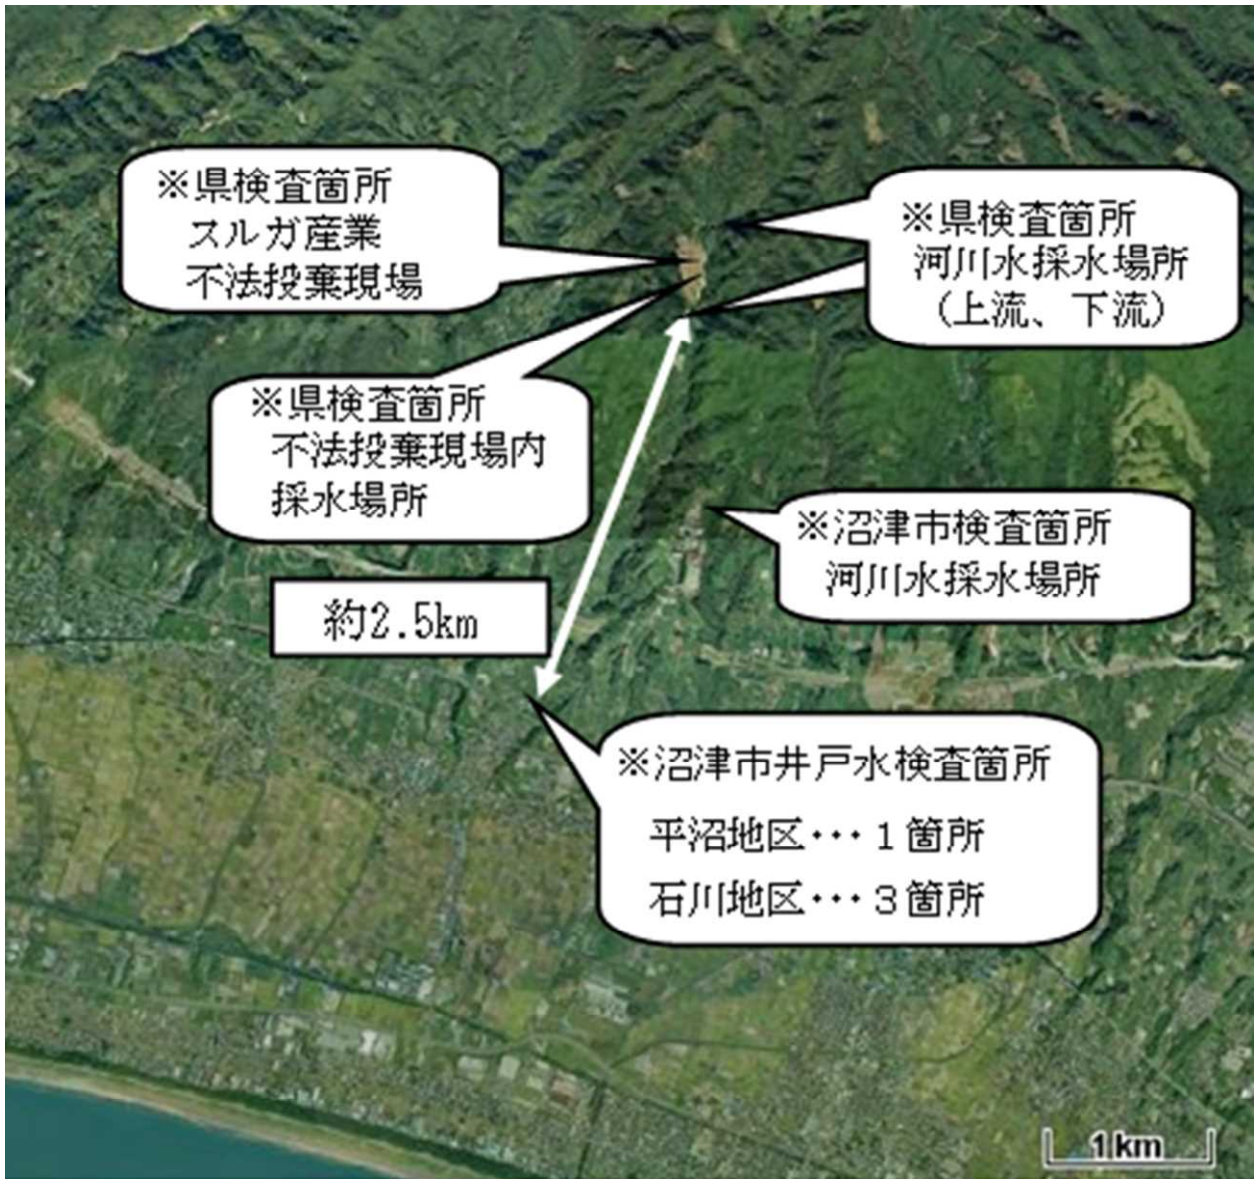 ※県検査箇所
スルガ産業
不法投棄現場
※県検査箇所
河川水採水場所
（上流、下流）
※県検査箇所
不法投棄現場内
採水場所
※沼津市検査箇所
河川水採水場所
約2.5km
※沼津市井戸水検査箇所
平沼地区･･･１箇所
石川地区･･･３箇所
1 km